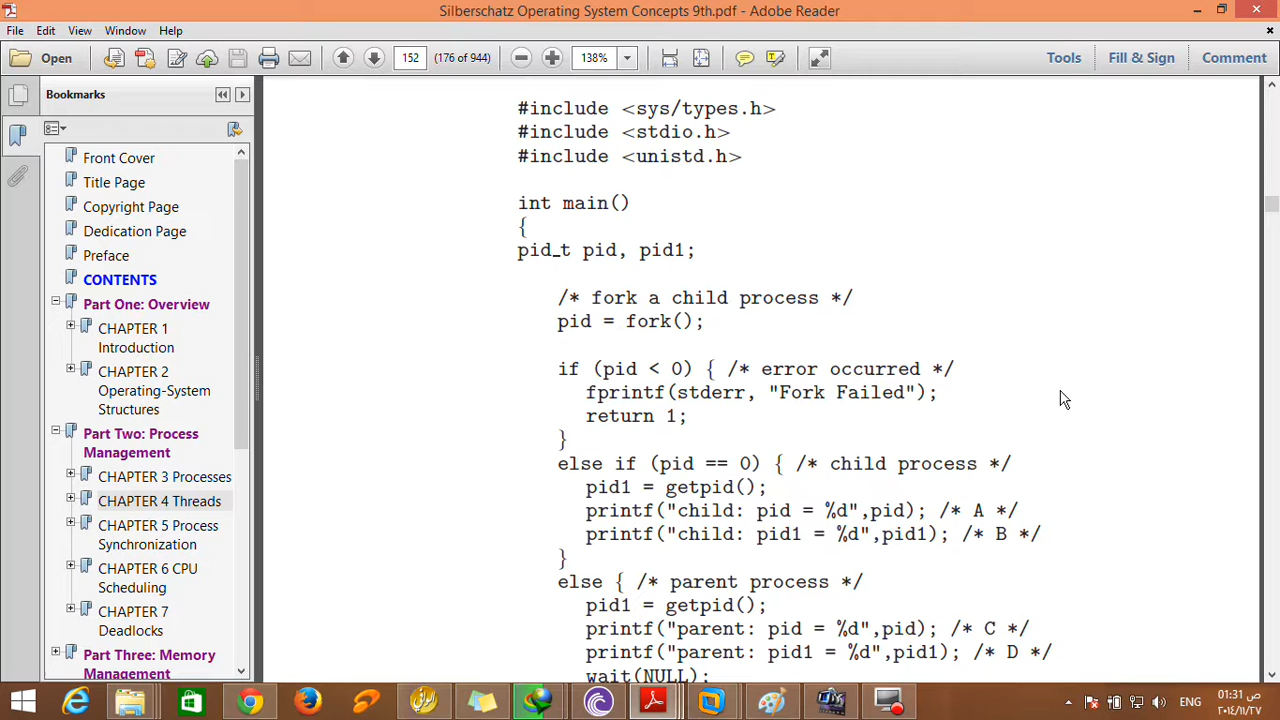 Silberschatz Operating System Concepts 9th.pdf - Adobe Reader
File Edit View Window Help
Open 152 (176 of 944) 138% Tools Fill & Sign Comment
Bookmarks
Front Cover
Title Page
Copyright Page
Dedication Page
Preface
CONTENTS
Part One: Overview
CHAPTER 1
Introduction
CHAPTER 2
Operating-System
Structures
Part Two: Process
Management
CHAPTER 3 Processes
CHAPTER 4 Threads
CHAPTER 5 Process
Synchronization
CHAPTER 6 CPU
Scheduling
CHAPTER 7
Deadlocks
Part Three: Memory
Management
#include <sys/types.h>
#include <stdio.h>
#include <unistd.h>
int main()
{
pid_t pid, pid1;
/* fork a child process */
pid = fork();
if (pid < 0) { /* error occurred */
fprintf(stderr, "Fork Failed");
return 1;
}
else if (pid == 0) { /* child process */
pid1 = getpid();
printf("child: pid = %d",pid); /* A */
printf("child: pid1 = %d",pid1); /* B */
}
else { /* parent process */
pid1 = getpid();
printf("parent: pid = %d",pid); /* C */
printf("parent: pid1 = %d",pid1); /* D */
wait(NULL);
ENG
01:31 ص
٢٠١٤/١١/٢٧